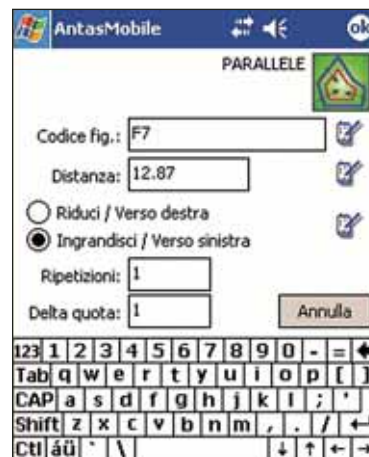 AntasMobile ok
PARALLELE
Codice fig.: F7
Distanza: 12.87
Riduci / Verso destra
Ingrandisci / Verso sinistra
Ripetizioni: 1
Delta quota: 1
Annulla
123 1 2 3 4 5 6 7 8 9 0 - =
Tab q w e r t y u i o p [ ]
CAP a s d f g h j k l ; '
Shift z x c v b n m , . /
Ctl áü ` \